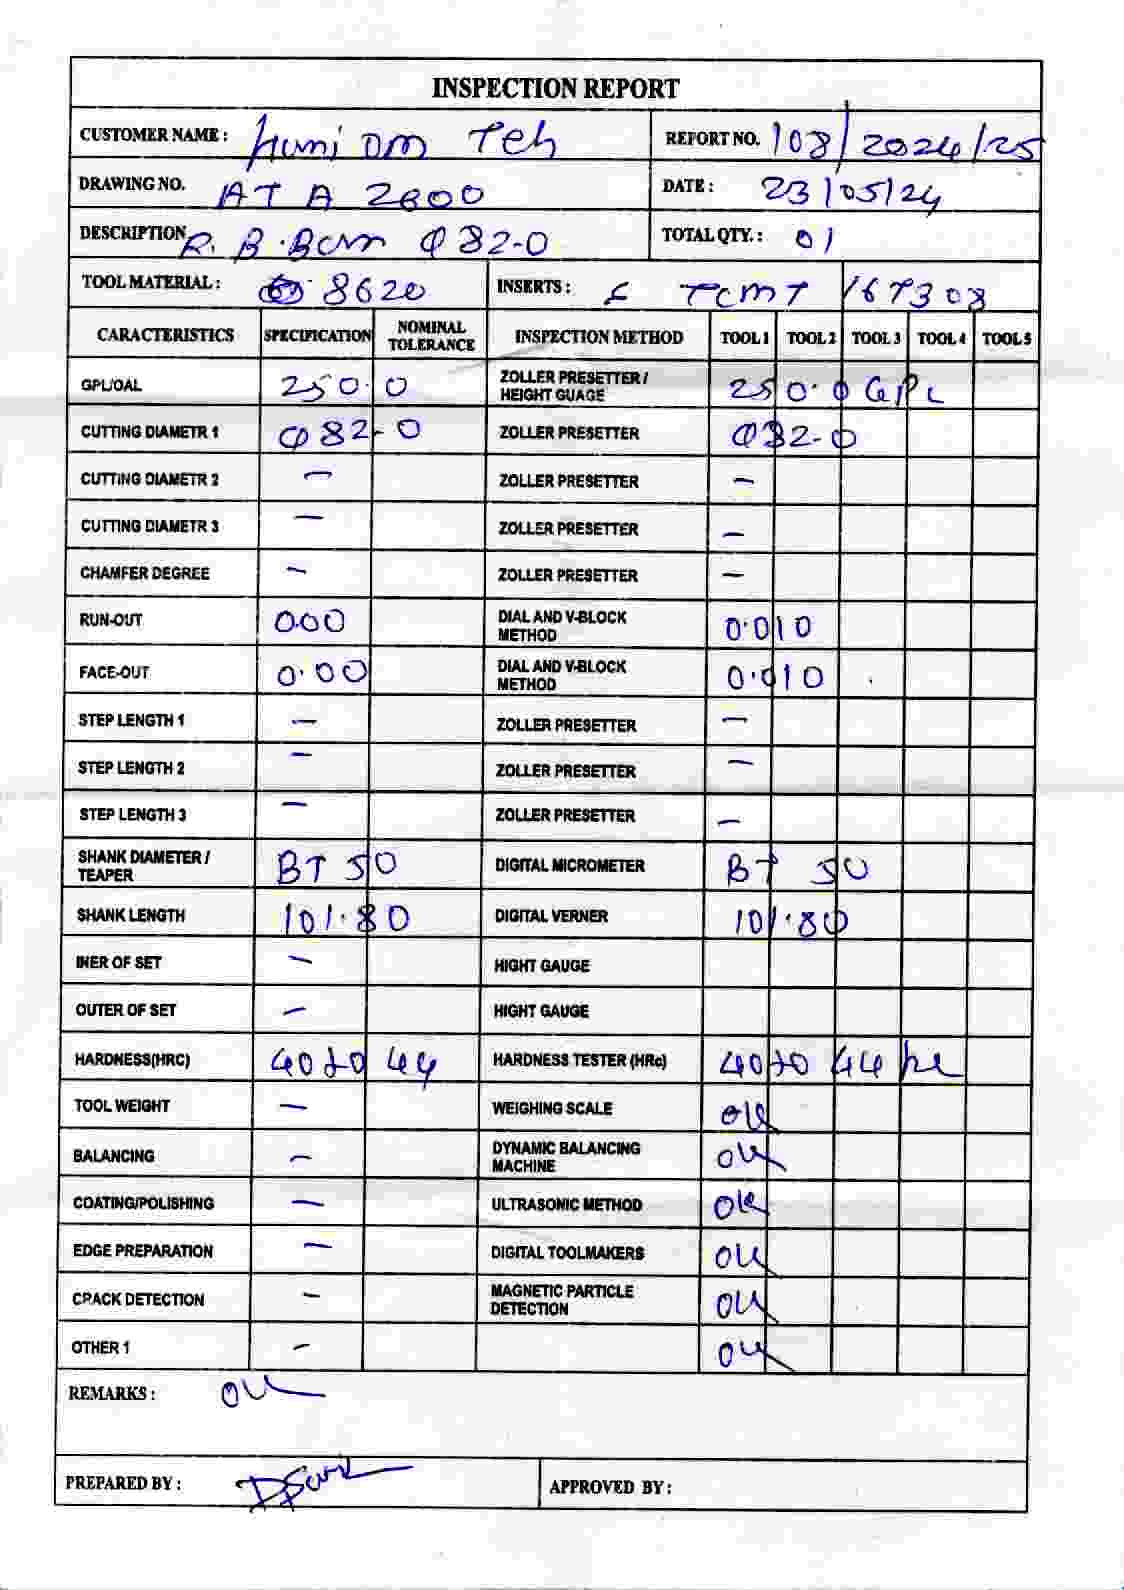 INSPECTION REPORT
CUSTOMER NAME : Humi Om Teh REPORT NO. 108/2024/25
DRAWING NO. ATA 2600 DATE : 23/05/24
DESCRIPTION R.B.Bar φ82-0 TOTAL QTY. : 01
TOOL MATERIAL : 8620 INSERTS : TCMT 16T308
CARACTERISTICS SPECIFICATION NOMINAL TOLERANCE INSPECTION METHOD TOOL 1 TOOL 2 TOOL 3 TOOL 4 TOOL 5
GPL/OAL 250.0 ZOLLER PRESETTER / HEIGHT GUAGE 250.0 GPL
CUTTING DIAMETR 1 φ82-0 ZOLLER PRESETTER φ82-0
CUTTING DIAMETR 2 – ZOLLER PRESETTER –
CUTTING DIAMETR 3 – ZOLLER PRESETTER –
CHAMFER DEGREE – ZOLLER PRESETTER –
RUN-OUT 0.00 DIAL AND V-BLOCK METHOD 0.010
FACE-OUT 0.00 DIAL AND V-BLOCK METHOD 0.010
STEP LENGTH 1 – ZOLLER PRESETTER –
STEP LENGTH 2 – ZOLLER PRESETTER –
STEP LENGTH 3 – ZOLLER PRESETTER –
SHANK DIAMETER / TEAPER BT 50 DIGITAL MICROMETER BT 50
SHANK LENGTH 101.80 DIGITAL VERNER 101.80
INER OF SET – HIGHT GAUGE
OUTER OF SET – HIGHT GAUGE
HARDNESS(HRC) 40 to 44 HARDNESS TESTER (HRc) 40 to 44
TOOL WEIGHT – WEIGHING SCALE OK
BALANCING – DYNAMIC BALANCING MACHINE OK
COATING/POLISHING – ULTRASONIC METHOD OK
EDGE PREPARATION – DIGITAL TOOLMAKERS OK
CRACK DETECTION – MAGNETIC PARTICLE DETECTION OK
OTHER 1 – OK
REMARKS : OK
PREPARED BY : APPROVED BY :